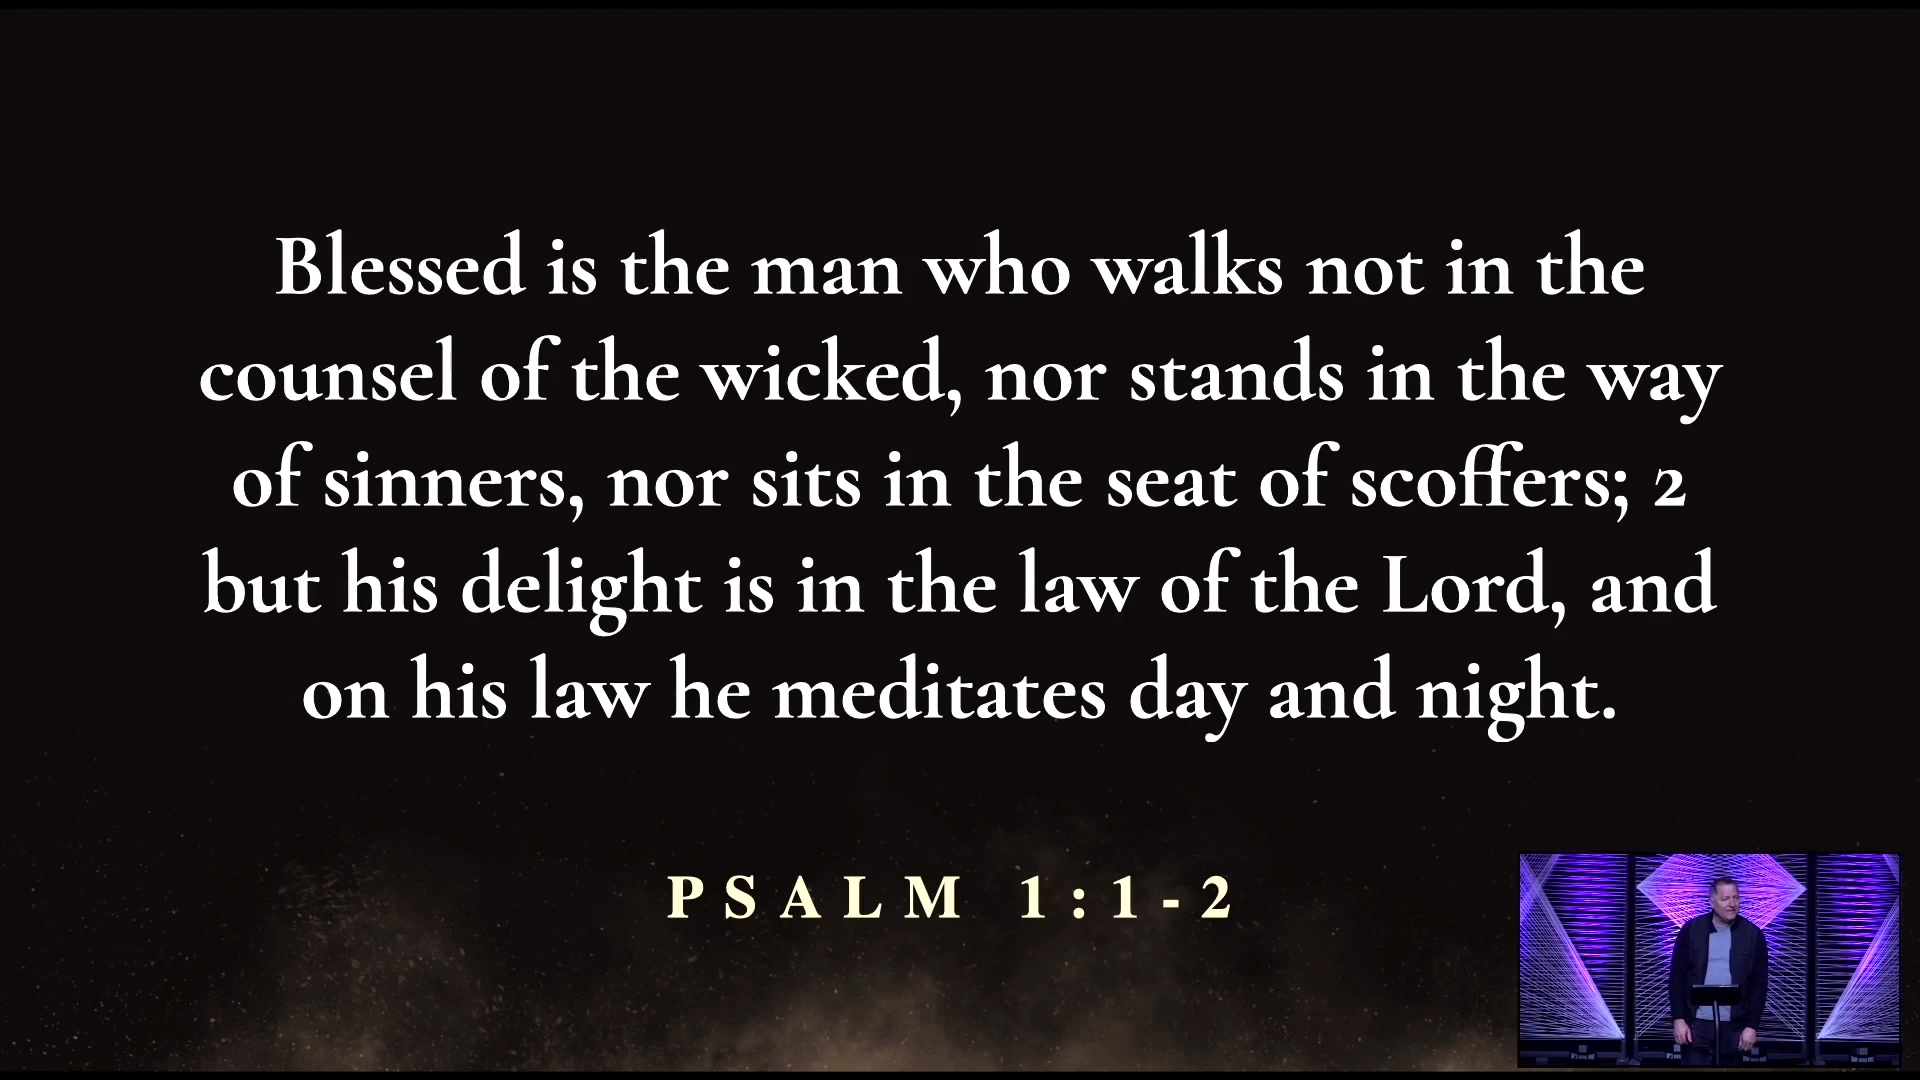 Blessed is the man who walks not in the
counsel of the wicked, nor stands in the way
of sinners, nor sits in the seat of scoffers; 2
but his delight is in the law of the Lord, and
on his law he meditates day and night.
PSALM 1:1-2